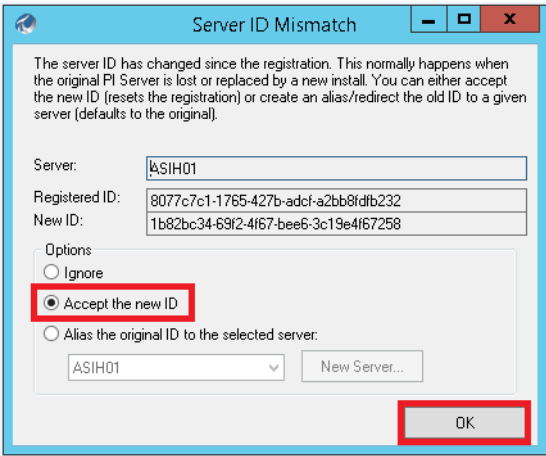 Server ID Mismatch
The server ID has changed since the registration. This normally happens when
the original PI Server is lost or replaced by a new install. You can either accept
the new ID (resets the registration) or create an alias/redirect the old ID to a given
server (defaults to the original).
Server: ASIH01
Registered ID: 8077c7c1-1765-427b-adcf-a2bb8fdfb232
New ID: 1b82bc34-69f2-4f67-bee6-3c19e4f67258
Options
Ignore
Accept the new ID
Alias the original ID to the selected server:
ASIH01 New Server...
OK